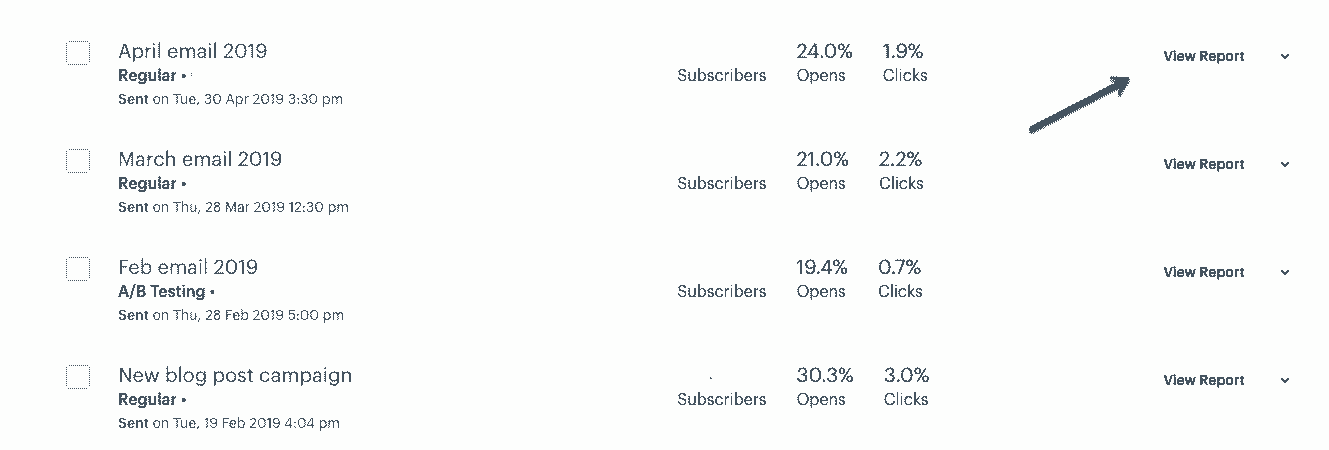 April email 2019 24.0% 1.9% View Report
Regular • Subscribers Opens Clicks
Sent on Tue, 30 Apr 2019 3:30 pm
March email 2019 21.0% 2.2% View Report
Regular • Subscribers Opens Clicks
Sent on Thu, 28 Mar 2019 12:30 pm
Feb email 2019 19.4% 0.7% View Report
A/B Testing • Subscribers Opens Clicks
Sent on Thu, 28 Feb 2019 5:00 pm
New blog post campaign 30.3% 3.0% View Report
Regular • Subscribers Opens Clicks
Sent on Tue, 19 Feb 2019 4:04 pm